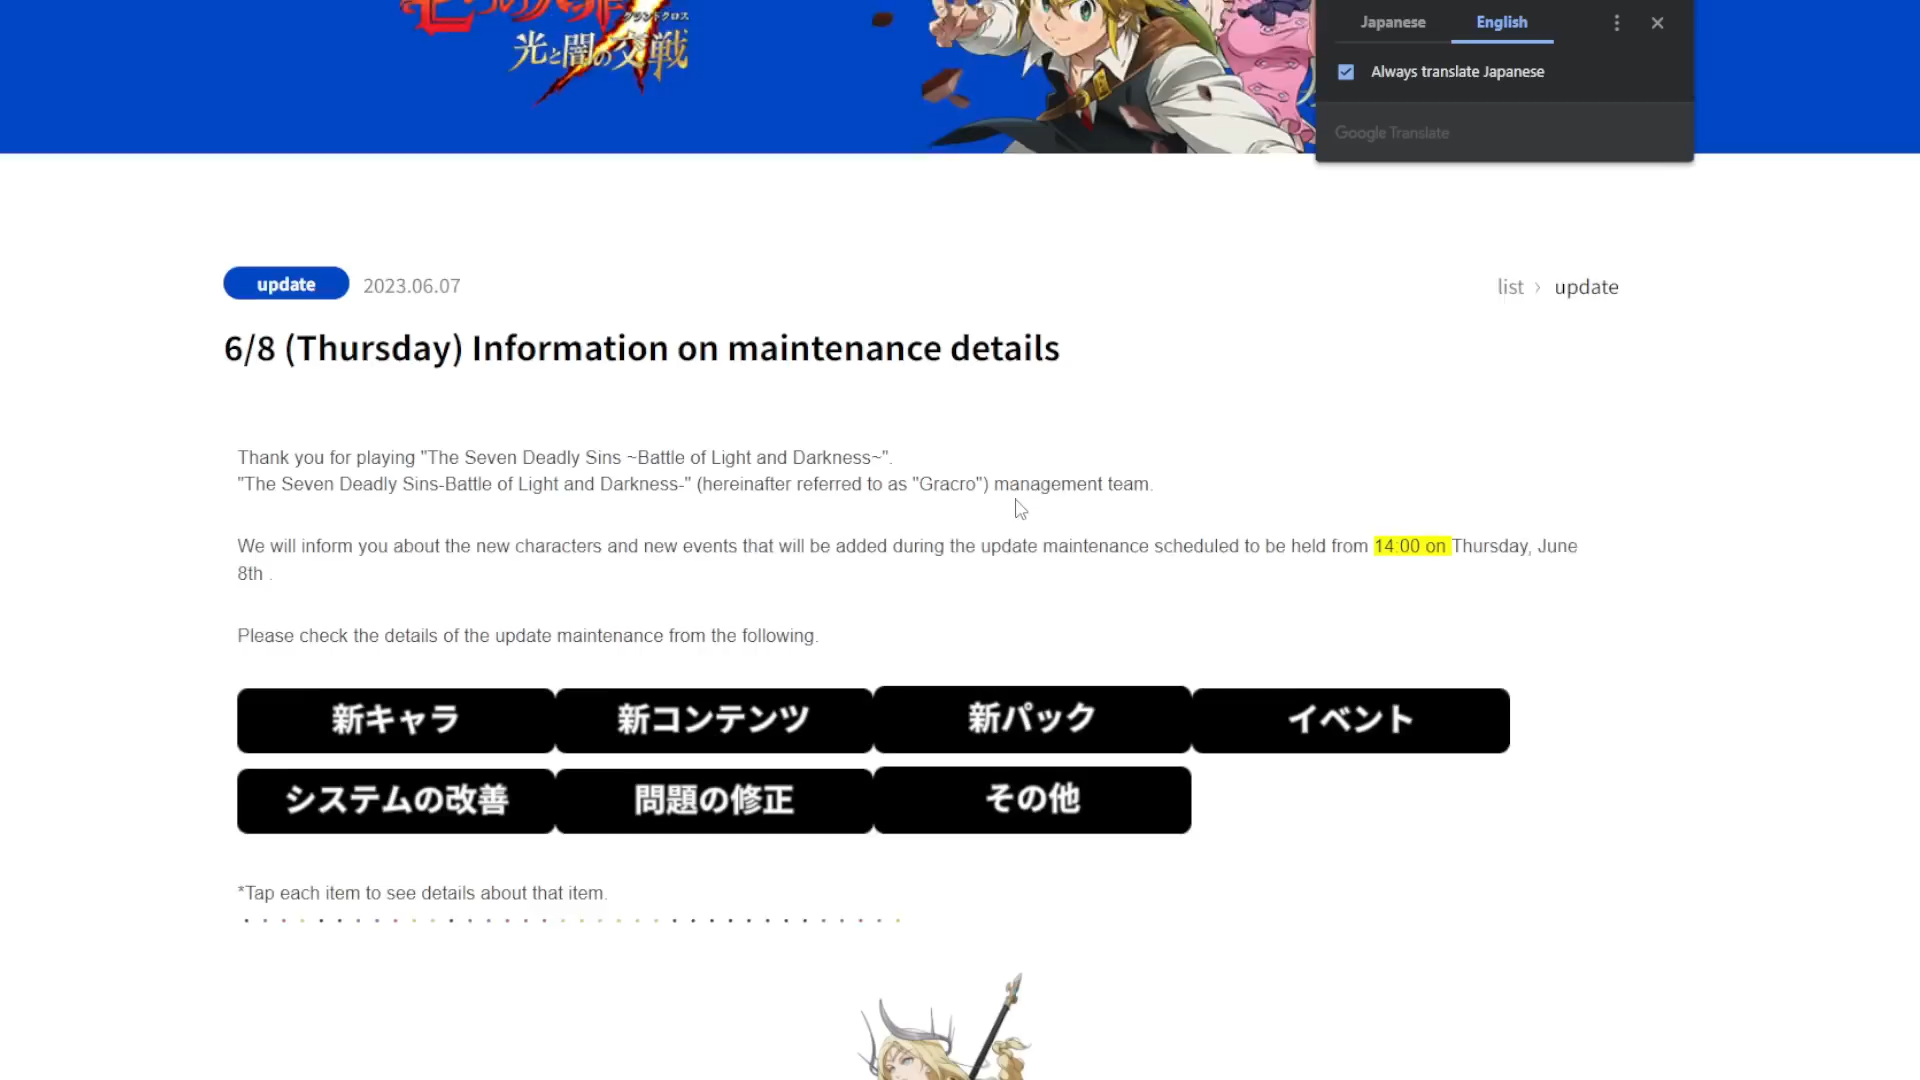 グランドクロス
光と闇の交戦
Japanese
English
Always translate Japanese
Google Translate
update
2023.06.07
list › update
6/8 (Thursday) Information on maintenance details
Thank you for playing "The Seven Deadly Sins ~Battle of Light and Darkness~".
"The Seven Deadly Sins-Battle of Light and Darkness-" (hereinafter referred to as "Gracro") management team.
We will inform you about the new characters and new events that will be added during the update maintenance scheduled to be held from 14:00 on Thursday, June
8th .
Please check the details of the update maintenance from the following.
新キャラ
新コンテンツ
新パック
イベント
システムの改善
問題の修正
その他
*Tap each item to see details about that item.